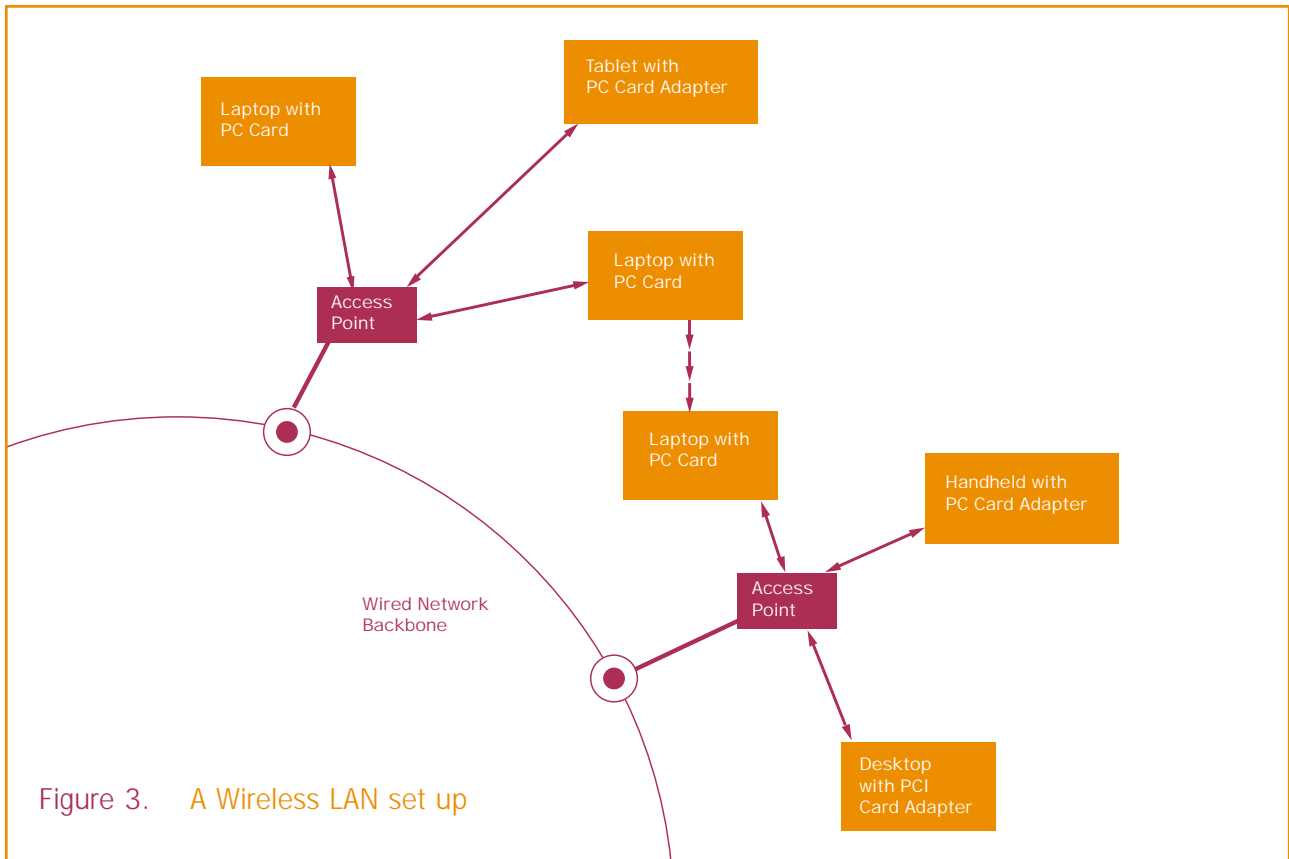 Tablet with
PC Card Adapter
Laptop with
PC Card
Laptop with
PC Card
Access
Point
Laptop with
PC Card
Handheld with
PC Card Adapter
Access
Point
Wired Network
Backbone
Desktop
with PCI
Card Adapter
Figure 3. A Wireless LAN set up